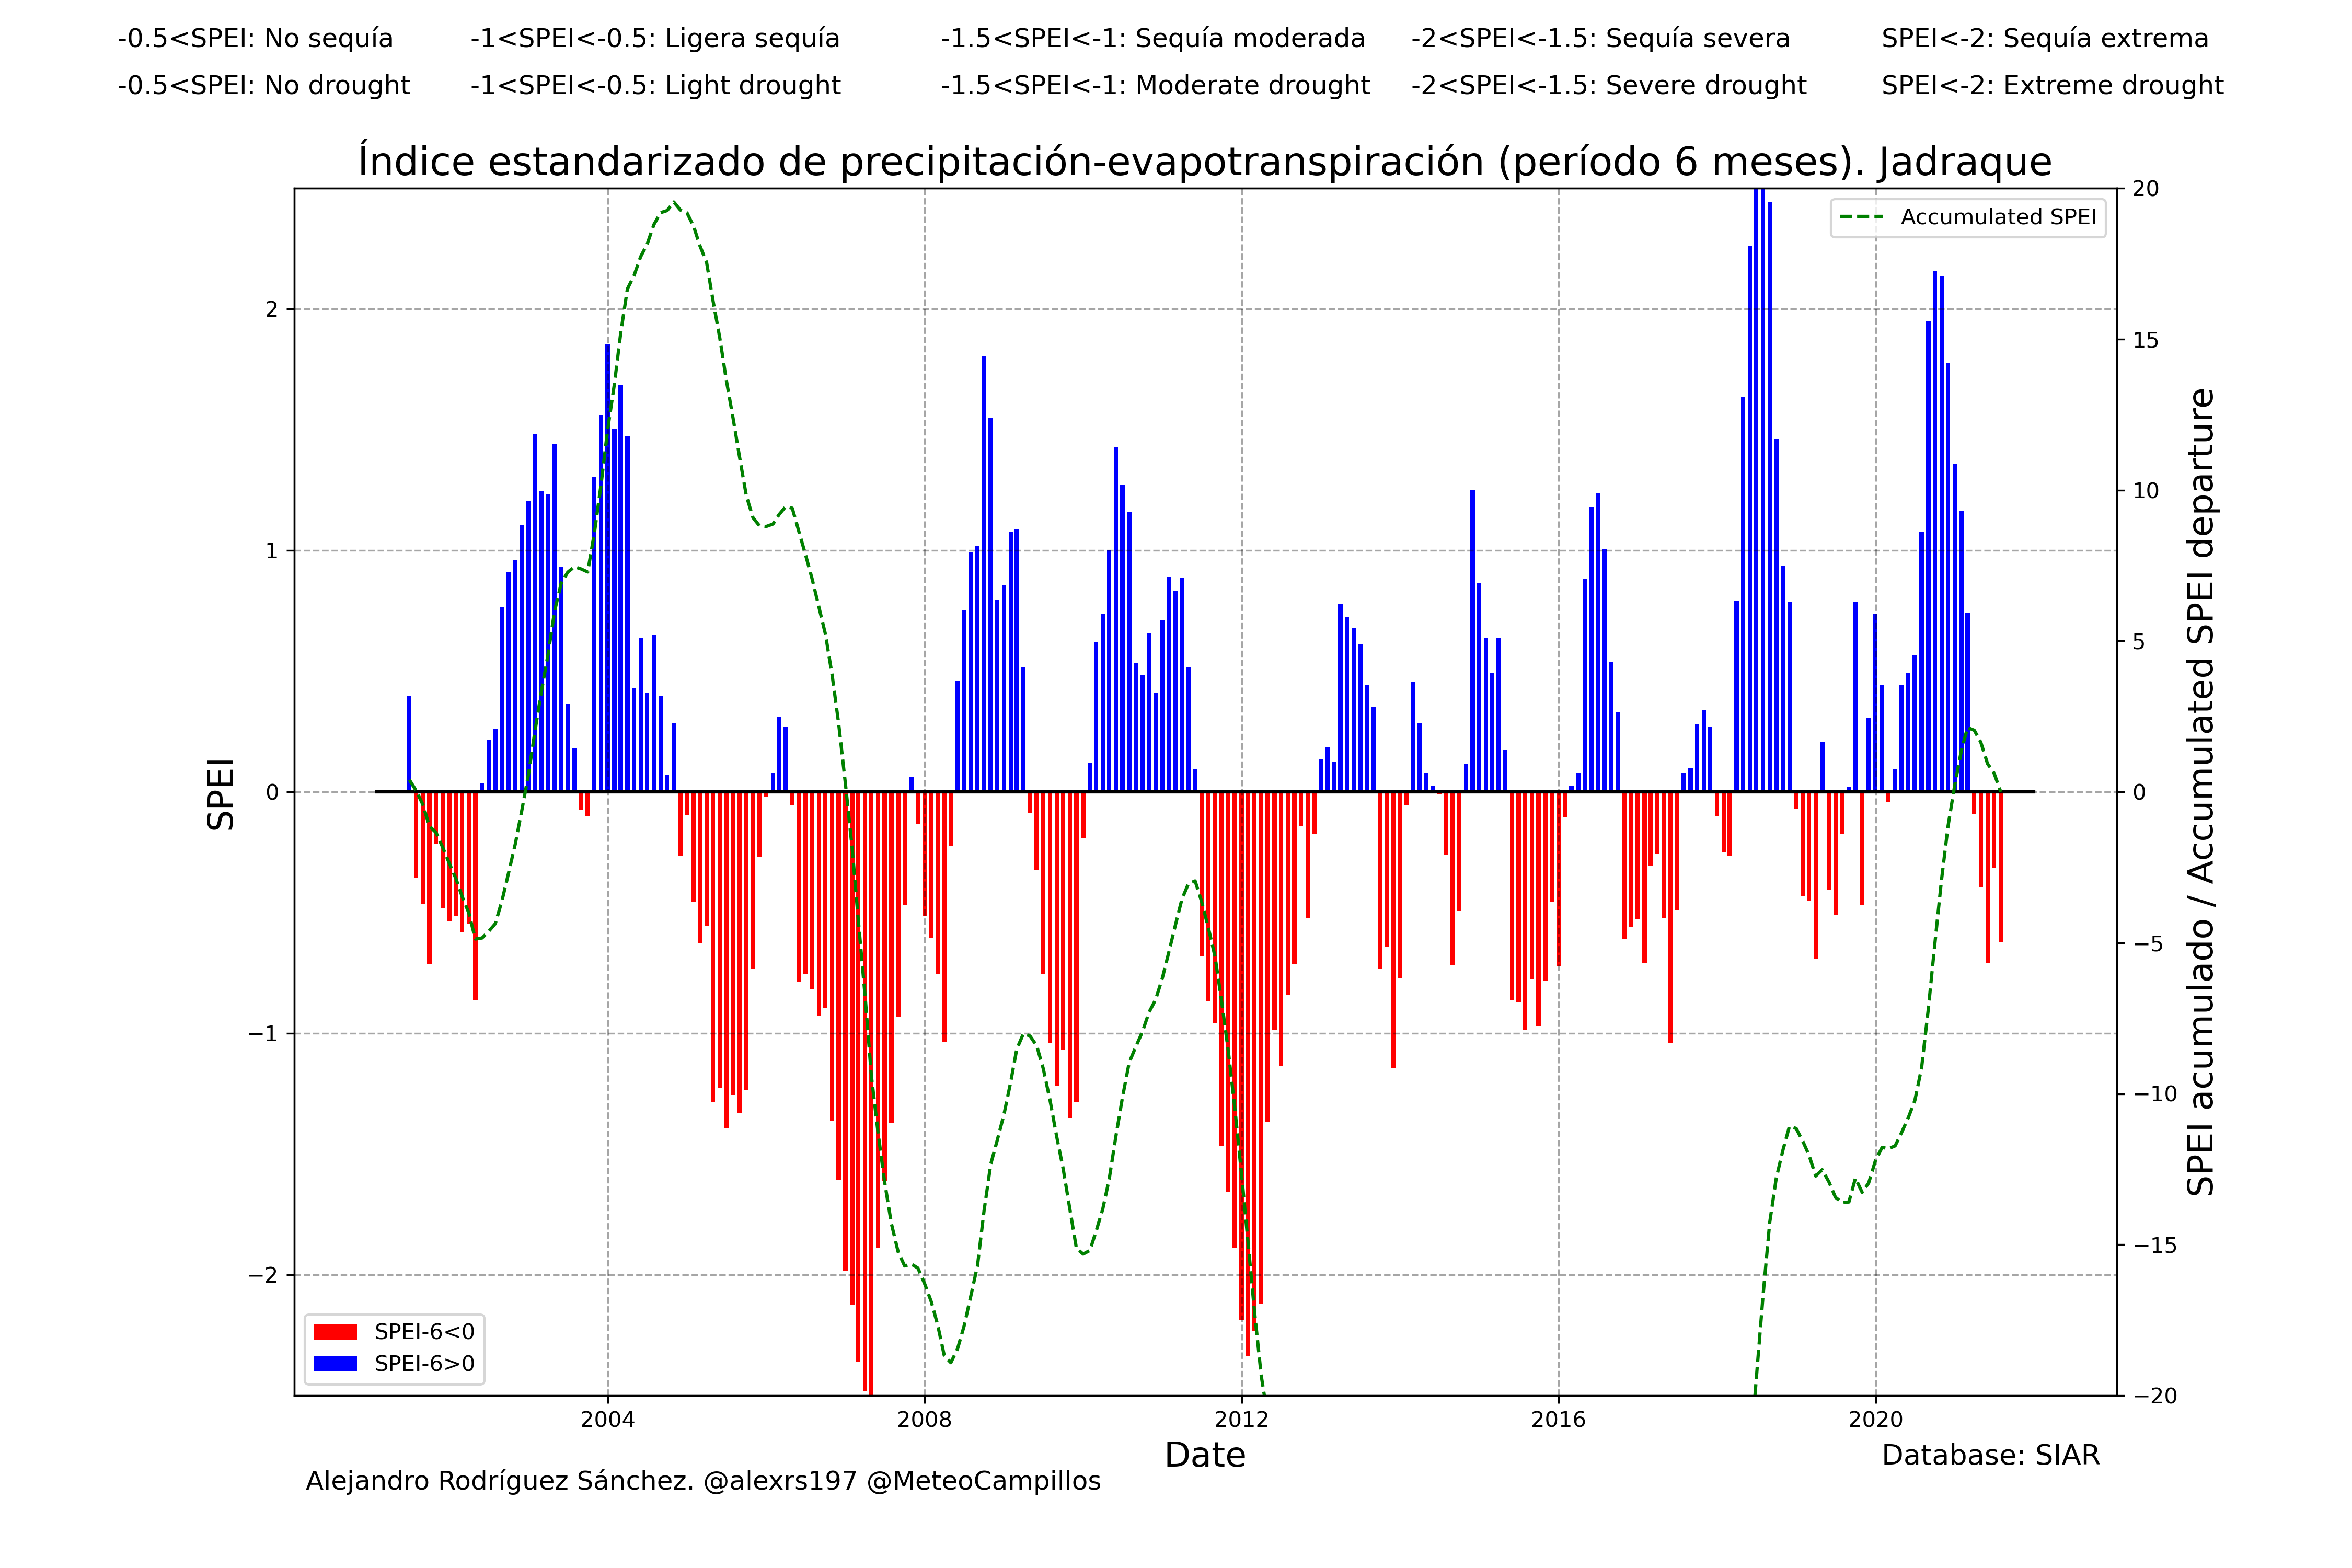 -0.5<SPEI: No sequía -1<SPEI<-0.5: Ligera sequía -1.5<SPEI<-1: Sequía moderada -2<SPEI<-1.5: Sequía severa SPEI<-2: Sequía extrema
-0.5<SPEI: No drought -1<SPEI<-0.5: Light drought -1.5<SPEI<-1: Moderate drought -2<SPEI<-1.5: Severe drought SPEI<-2: Extreme drought
Índice estandarizado de precipitación-evapotranspiración (período 6 meses). Jadraque
Accumulated SPEI
SPEI
2
1
0
−1
−2
20
15
10
5
0
−5
−10
−15
−20
SPEI acumulado / Accumulated SPEI departure
SPEI-6<0
SPEI-6>0
2004 2008 2012 2016 2020
Date
Database: SIAR
Alejandro Rodríguez Sánchez. @alexrs197 @MeteoCampillos